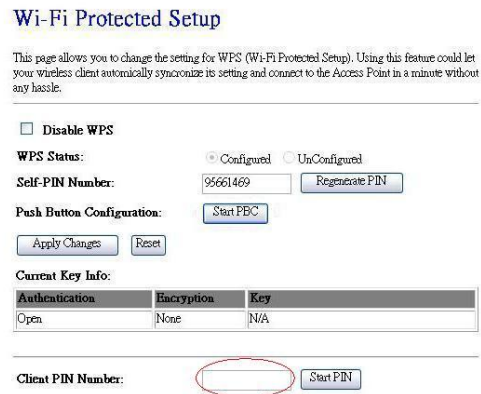 Wi-Fi Protected Setup
This page allows you to change the setting for WPS (Wi-Fi Protected Setup). Using this feature could let
your wireless client automically syncronize its setting and connect to the Access Point in a minute without
any hassle.
Disable WPS
WPS Status: Configured UnConfigured
Self-PIN Number: 95661469 Regenerate PIN
Push Button Configuration: Start PBC
Apply Changes Reset
Current Key Info:
Authentication Encryption Key
Open None N/A
Client PIN Number: Start PIN